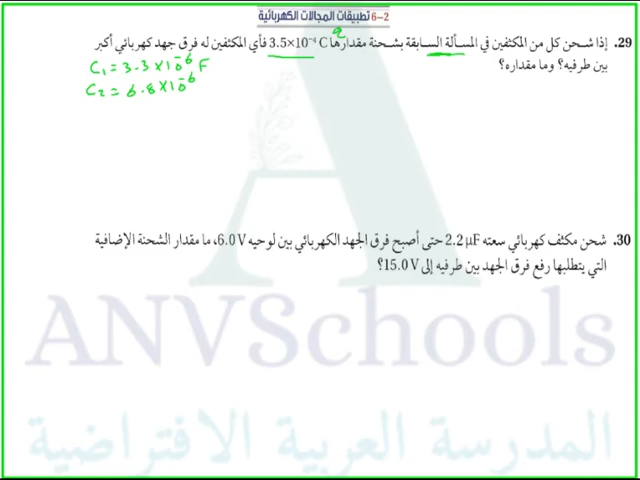 2-6 تطبيقات المجالات الكهربائية
29. إذا شحن كل من المكثفين في المسألة السابقة بشحنة مقدارها 3.5×10⁻⁴ C فأي المكثفين له فرق جهد كهربائي أكبر
بين طرفيه؟ وما مقداره؟
q
C₁ = 3.3 × 10⁻⁶ F
C₂ = 6.8 × 10⁻⁶
30. شحن مكثف كهربائي سعته 2.2 µF حتى أصبح فرق الجهد الكهربائي بين لوحيه 6.0 V، ما مقدار الشحنة الإضافية
التي يتطلبها رفع فرق الجهد بين طرفيه إلى 15.0 V؟
ANVSchools
المدرسة العربية الافتراضية